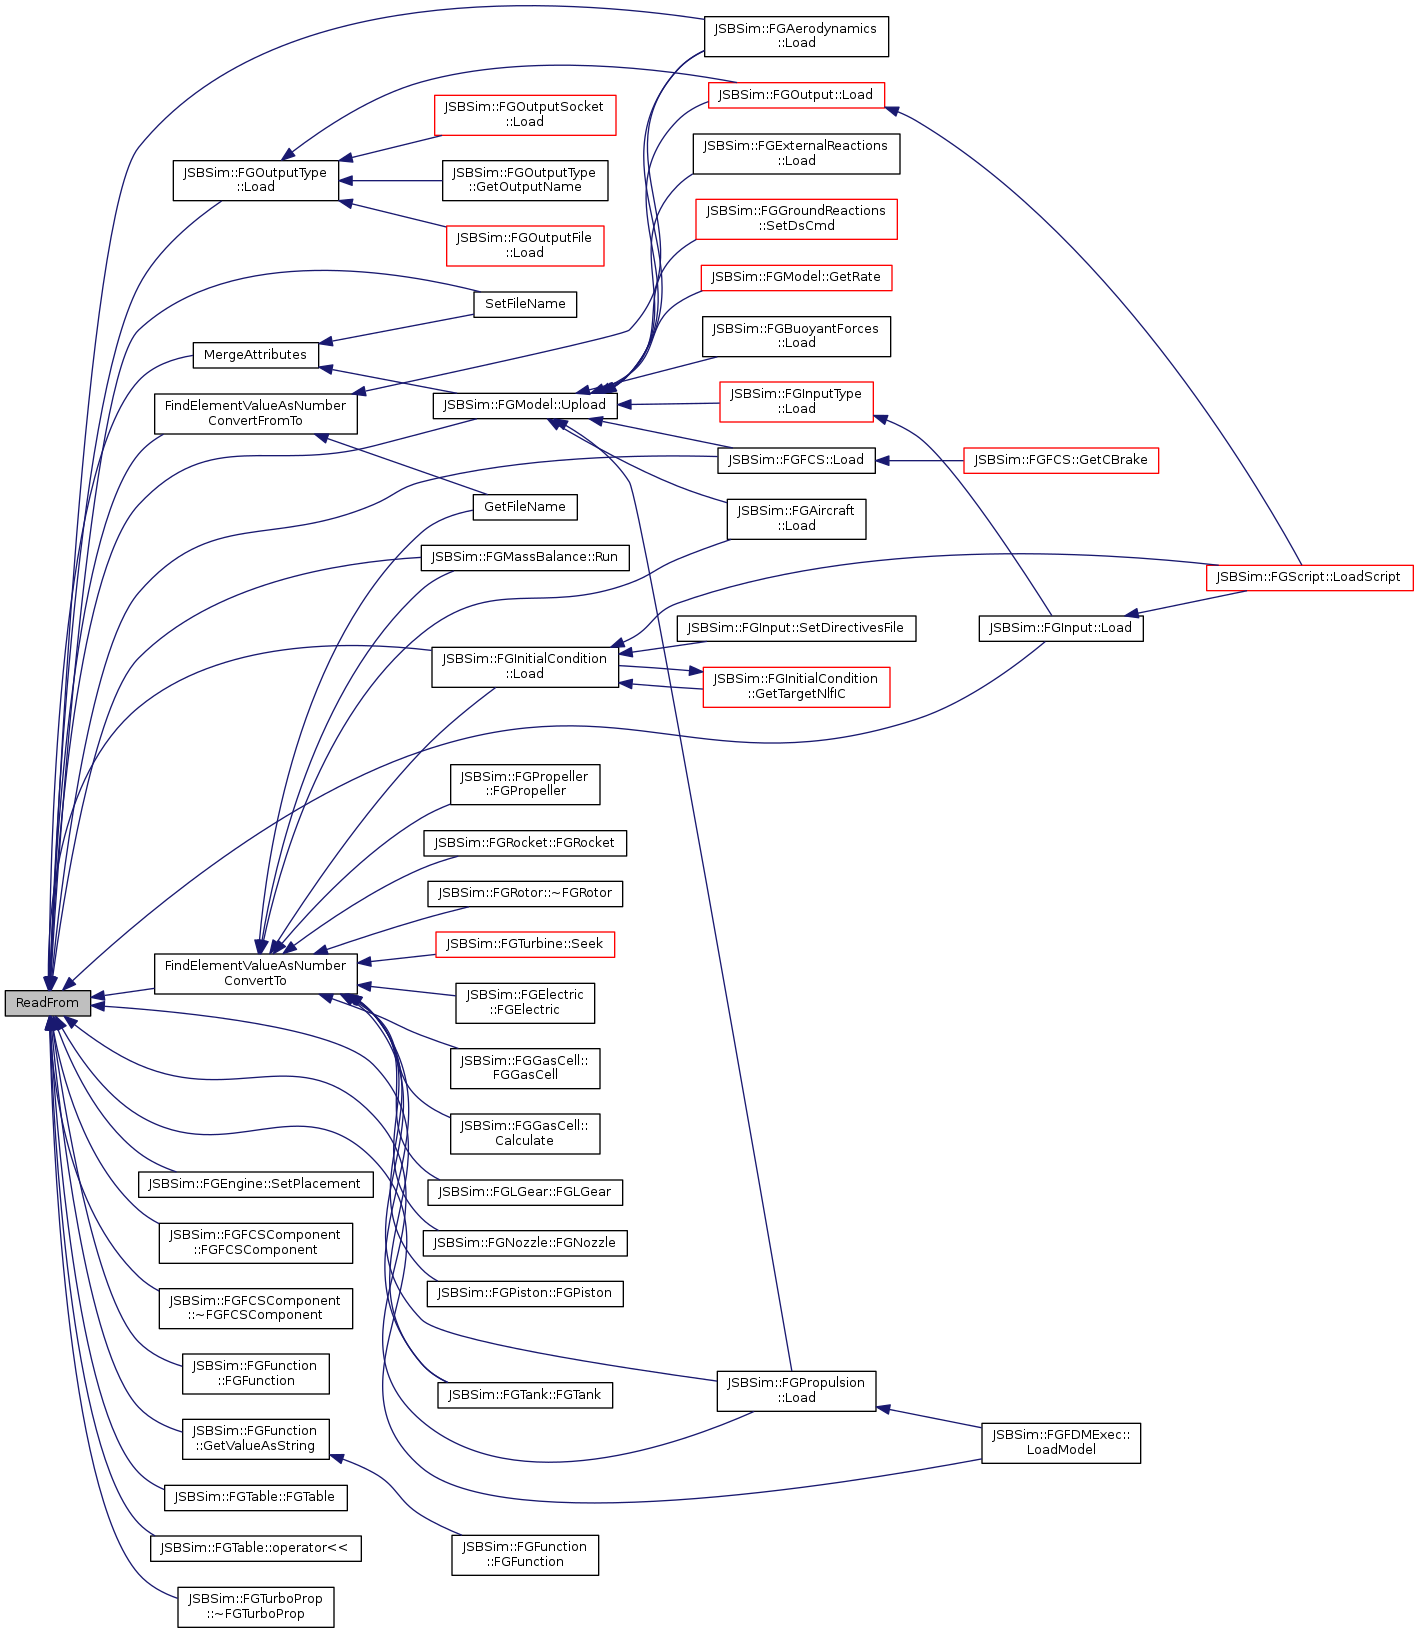 JSBSim::FGAerodynamics
::Load
JSBSim::FGOutput::Load
JSBSim::FGOutputSocket
::Load
JSBSim::FGExternalReactions
::Load
JSBSim::FGOutputType
::Load
JSBSim::FGOutputType
::GetOutputName
JSBSim::FGGroundReactions
::SetDsCmd
JSBSim::FGOutputFile
::Load
JSBSim::FGModel::GetRate
SetFileName
JSBSim::FGBuoyantForces
::Load
MergeAttributes
JSBSim::FGInputType
::Load
FindElementValueAsNumber
ConvertFromTo
JSBSim::FGModel::Upload
JSBSim::FGFCS::Load
JSBSim::FGFCS::GetCBrake
GetFileName
JSBSim::FGAircraft
::Load
JSBSim::FGMassBalance::Run
JSBSim::FGScript::LoadScript
JSBSim::FGInput::SetDirectivesFile
JSBSim::FGInput::Load
JSBSim::FGInitialCondition
::Load
JSBSim::FGInitialCondition
::GetTargetNlfIC
JSBSim::FGPropeller
::FGPropeller
JSBSim::FGRocket::FGRocket
JSBSim::FGRotor::~FGRotor
JSBSim::FGTurbine::Seek
FindElementValueAsNumber
ConvertTo
ReadFrom
JSBSim::FGElectric
::FGElectric
JSBSim::FGGasCell::
FGGasCell
JSBSim::FGGasCell::
Calculate
JSBSim::FGEngine::SetPlacement
JSBSim::FGLGear::FGLGear
JSBSim::FGFCSComponent
::FGFCSComponent
JSBSim::FGNozzle::FGNozzle
JSBSim::FGFCSComponent
::~FGFCSComponent
JSBSim::FGPiston::FGPiston
JSBSim::FGFunction
::FGFunction
JSBSim::FGTank::FGTank
JSBSim::FGPropulsion
::Load
JSBSim::FGFunction
::GetValueAsString
JSBSim::FGFDMExec::
LoadModel
JSBSim::FGTable::FGTable
JSBSim::FGTable::operator<<
JSBSim::FGFunction
::FGFunction
JSBSim::FGTurboProp
::~FGTurboProp